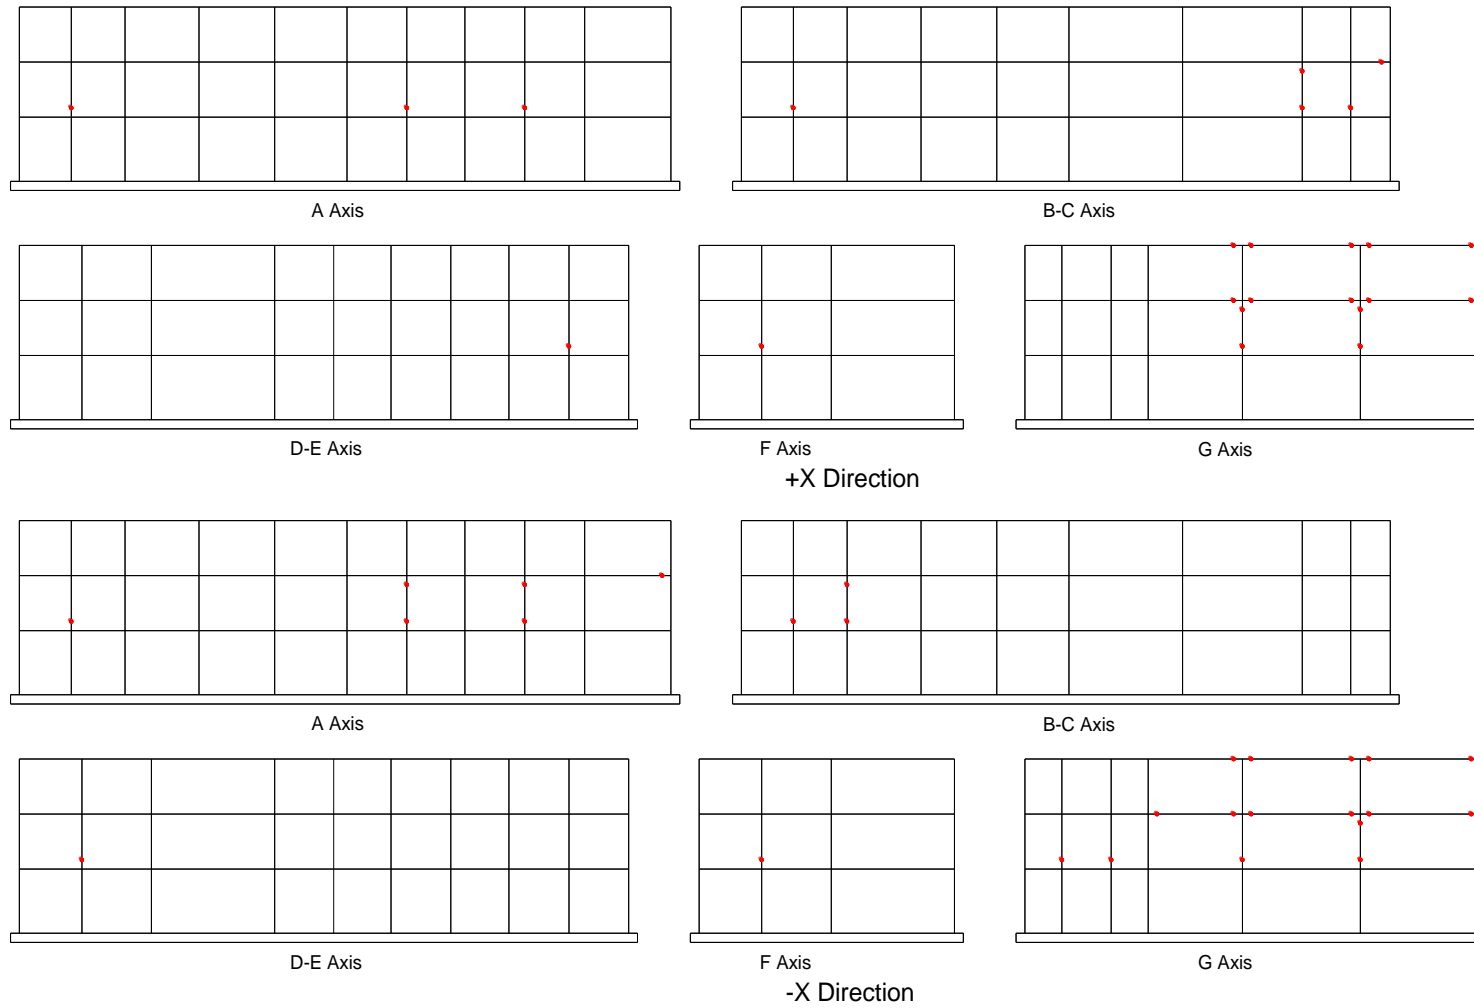 A Axis
B-C Axis
D-E Axis
F Axis
G Axis
+X Direction
A Axis
B-C Axis
D-E Axis
F Axis
G Axis
-X Direction